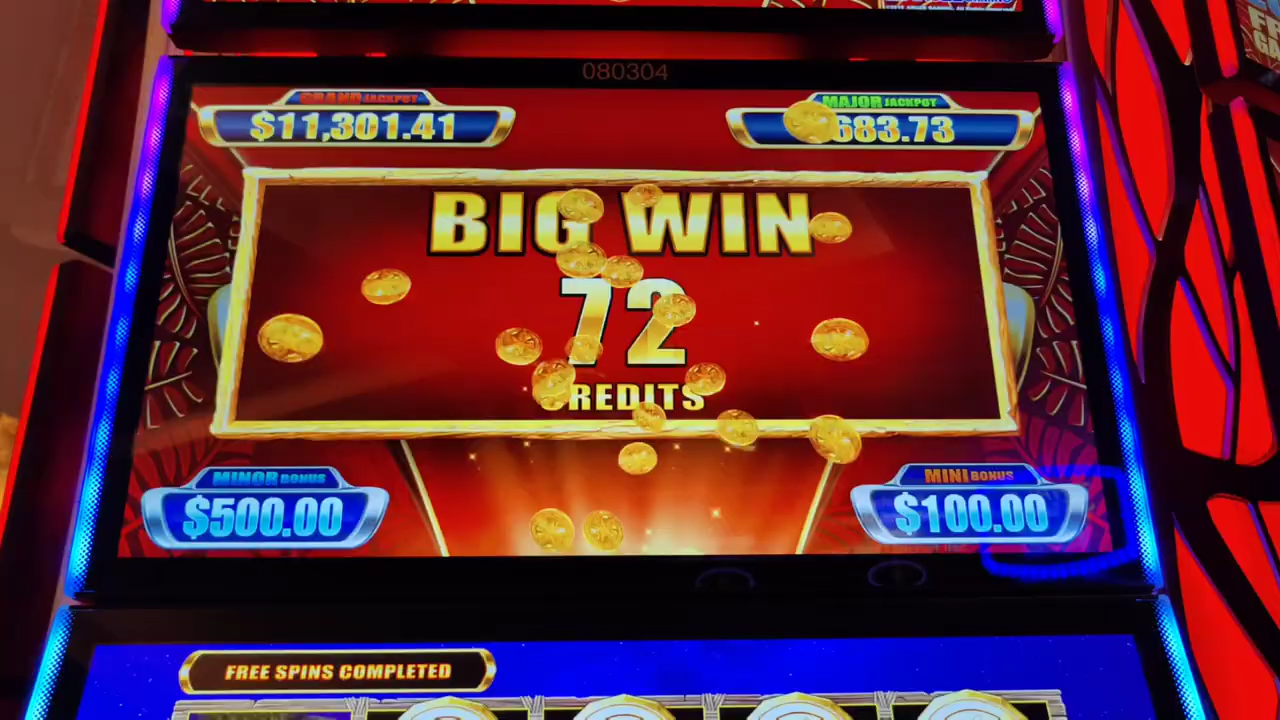 080304
GRAND JACKPOT
$11,301.41
MAJOR JACKPOT
683.73
BIG WIN
72
CREDITS
MINOR BONUS
$500.00
MINI BONUS
$100.00
FREE SPINS COMPLETED